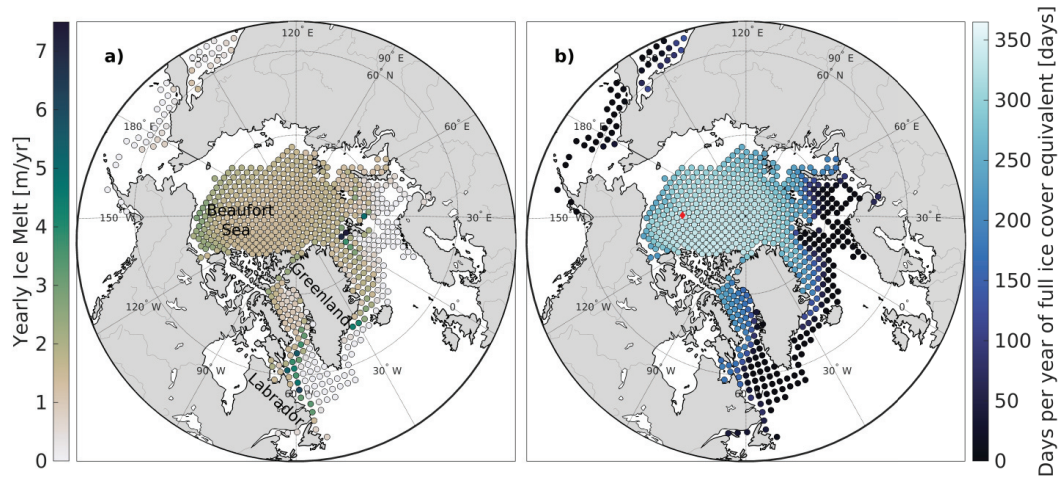 Yearly Ice Melt [m/yr]
7
6
5
4
3
2
1
0
a)
120° E
90° E
60° N
60° E
180° E
150° W
30° E
120° W
0°
90° W
60° W
30° W
Beaufort
Sea
Greenland
Labrador
b)
120° E
90° E
60° N
60° E
180° E
150° W
30° E
120° W
0°
90° W
30° W
350
300
250
200
150
100
50
0
Days per year of full ice cover equivalent [days]